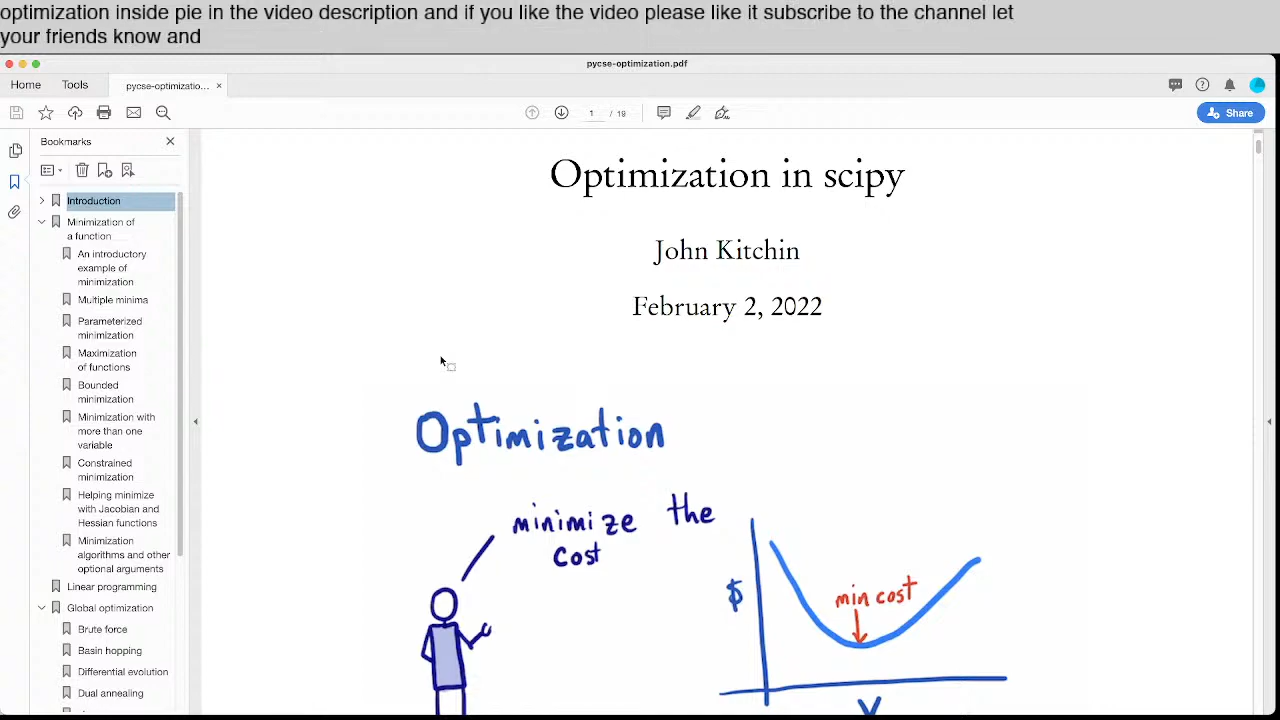 optimization inside pie in the video description and if you like the video please like it subscribe to the channel let
your friends know and
pycse-optimization.pdf
Home Tools pycse-optimizatio... ×
1 / 19
Share
Bookmarks
Introduction
Minimization of
a function
An introductory
example of
minimization
Multiple minima
Parameterized
minimization
Maximization
of functions
Bounded
minimization
Minimization with
more than one
variable
Constrained
minimization
Helping minimize
with Jacobian and
Hessian functions
Minimization
algorithms and other
optional arguments
Linear programming
Global optimization
Brute force
Basin hopping
Differential evolution
Dual annealing
Optimization in scipy
John Kitchin
February 2, 2022
Optimization
minimize the
cost
$
min cost